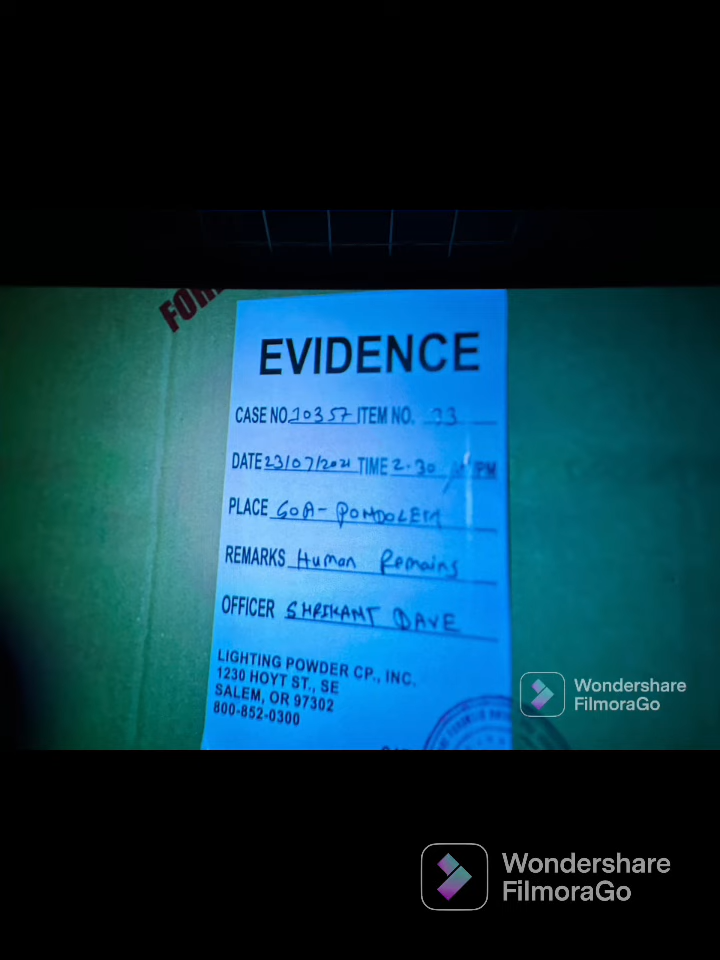 EVIDENCE
CASE NO. 10357 ITEM NO. 33
DATE 23/07/2021 TIME 2.30 PM
PLACE GOA - PONDOLEM
REMARKS Human Remains
OFFICER SHRIKANT DAVE
LIGHTING POWDER CP., INC.
1230 HOYT ST., SE
SALEM, OR 97302
800-852-0300
Wondershare
FilmoraGo
Wondershare
FilmoraGo